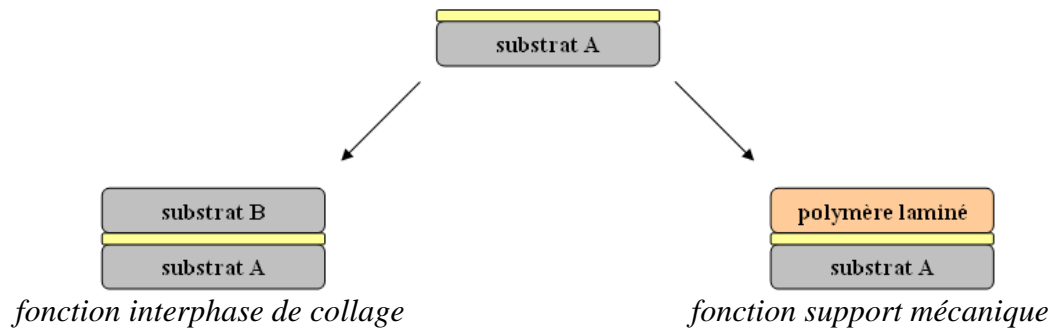 substrat A
substrat B
substrat A
fonction interphase de collage
polymère laminé
substrat A
fonction support mécanique